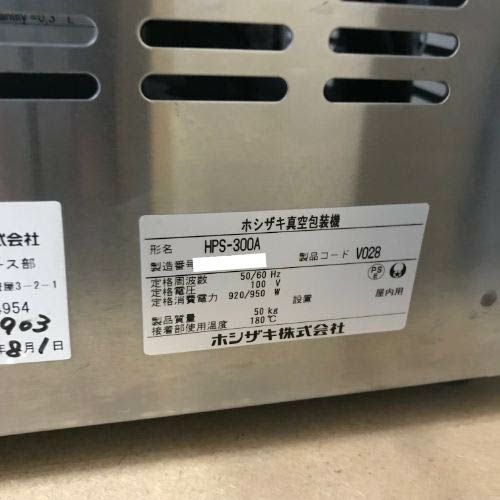 ホシザキ真空包装機
形名 HPS-300A
製造番号
製品コード V028
定格周波数 50/60 Hz
定格電圧 100 V
定格消費電力 920/950 W
設置 屋内用
製品質量 50 kg
接着部使用温度 180℃
ホシザキ株式会社
PS
E
式会社
ース部
3-2-1
4954
903
8月1日